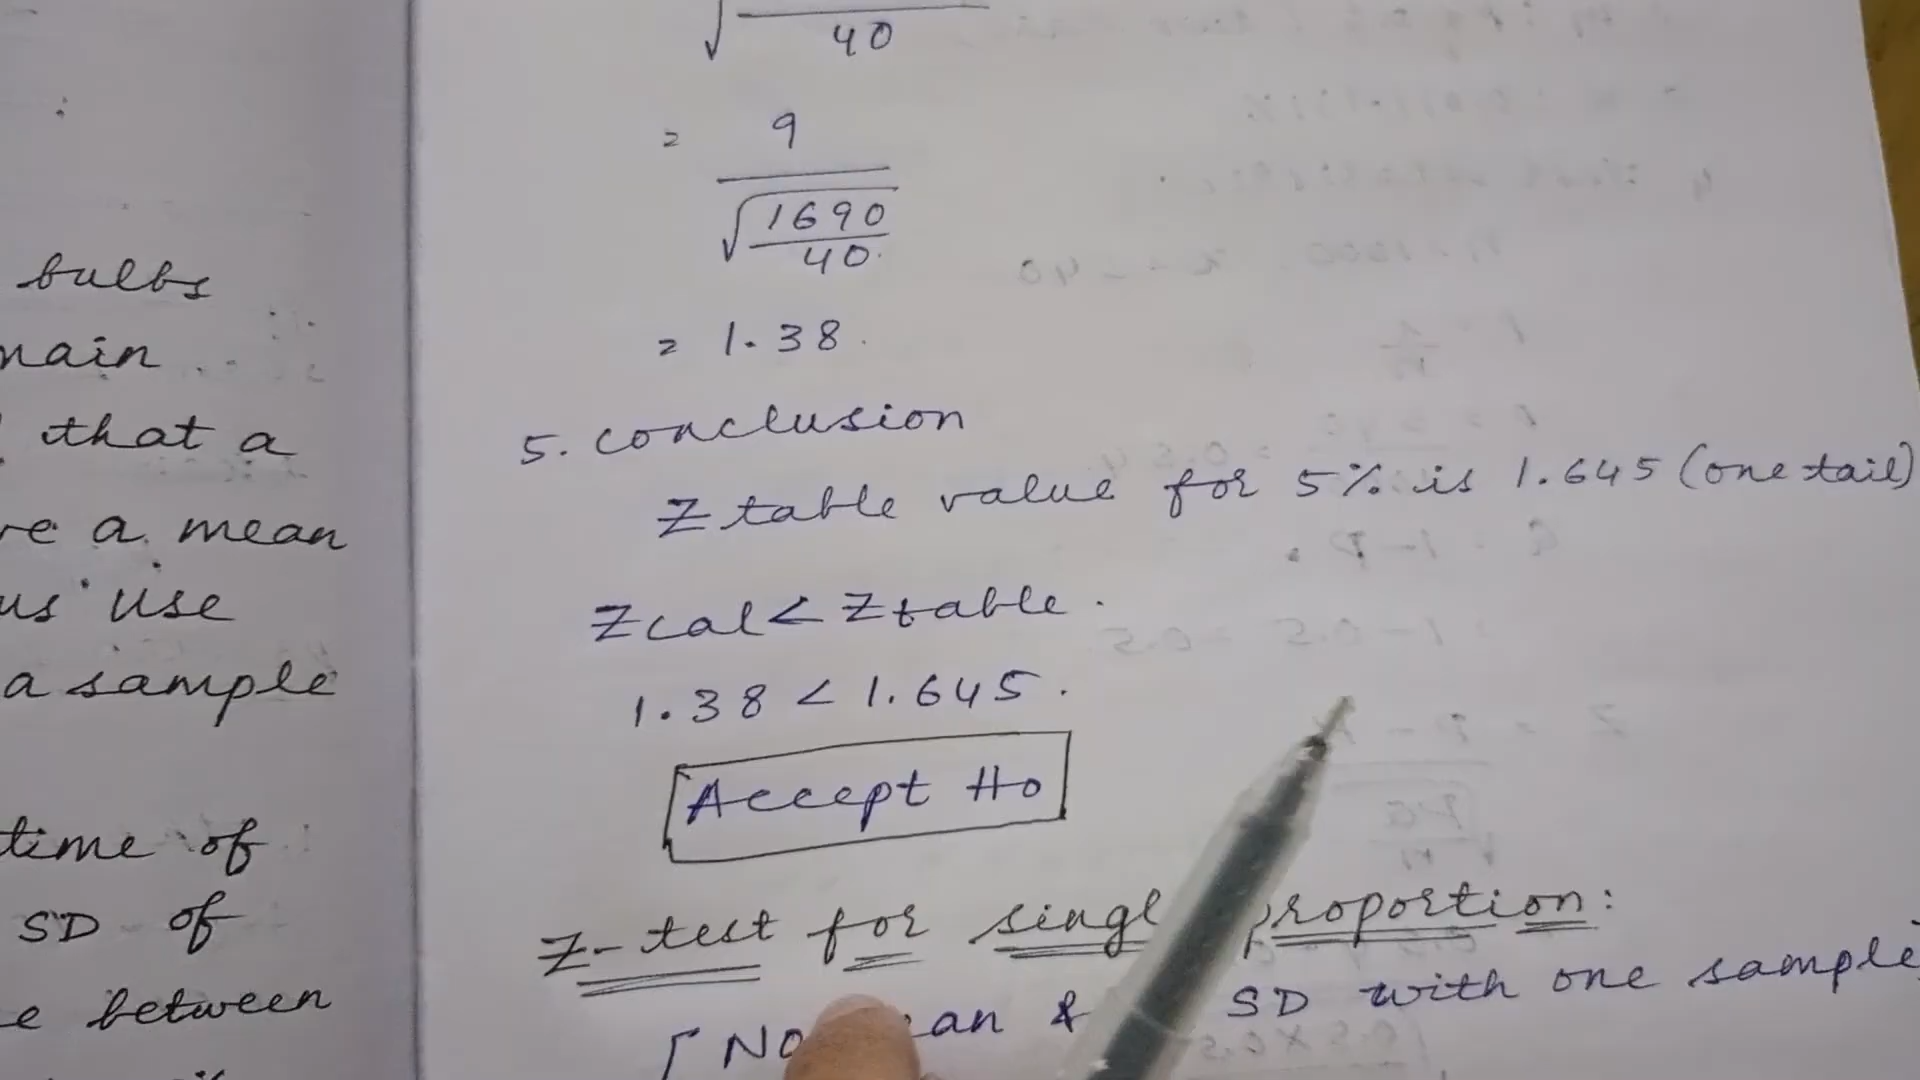 bulbs
that a
a mean
use
a sample
time of
SD of
between
√ 40
= 9
√ 1690
40
= 1.38
5. conclusion
Z table value for 5% is 1.645 (one tail)
Zcal < Ztable.
1.38 < 1.645.
Accept Ho
Z-test for single proportion:
[ No & SD with one sample